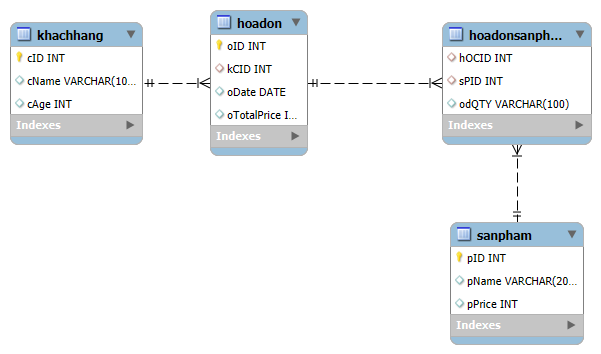 khachhang
cID INT
cName VARCHAR(10...
cAge INT
Indexes
hoadon
oID INT
kCID INT
oDate DATE
oTotalPrice I...
Indexes
hoadonsanph...
hOCID INT
sPID INT
odQTY VARCHAR(100)
Indexes
sanpham
pID INT
pName VARCHAR(20...
pPrice INT
Indexes